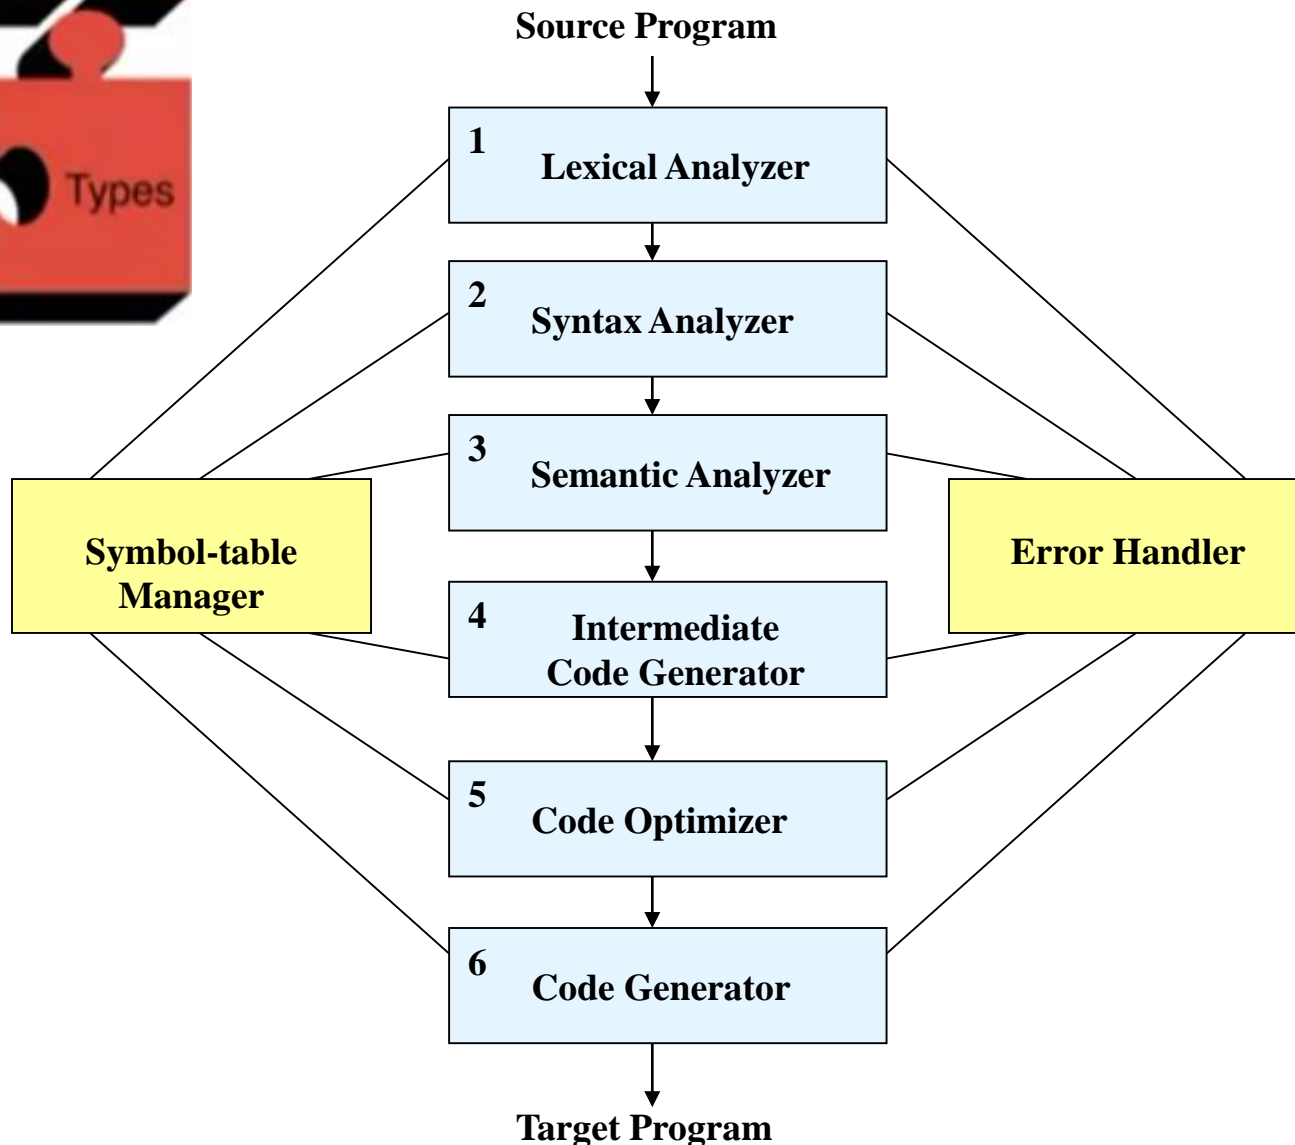 Source Program
Types
1
Lexical Analyzer
2
Syntax Analyzer
3
Semantic Analyzer
Symbol-table
Manager
Error Handler
4
Intermediate
Code Generator
5
Code Optimizer
6
Code Generator
Target Program